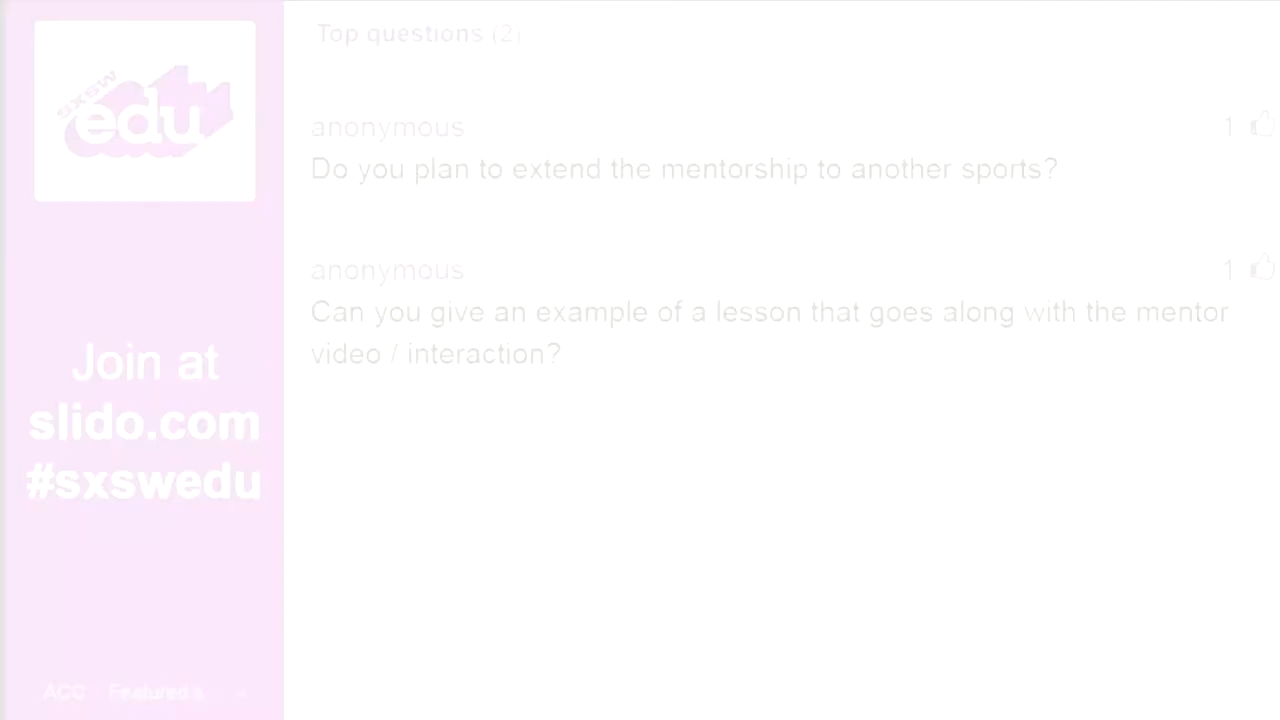 Top questions (2)
sxsw
edu
anonymous
1
Do you plan to extend the mentorship to another sports?
anonymous
1
Can you give an example of a lesson that goes along with the mentor
video / interaction?
Join at
slido.com
#sxswedu
ACC Featured